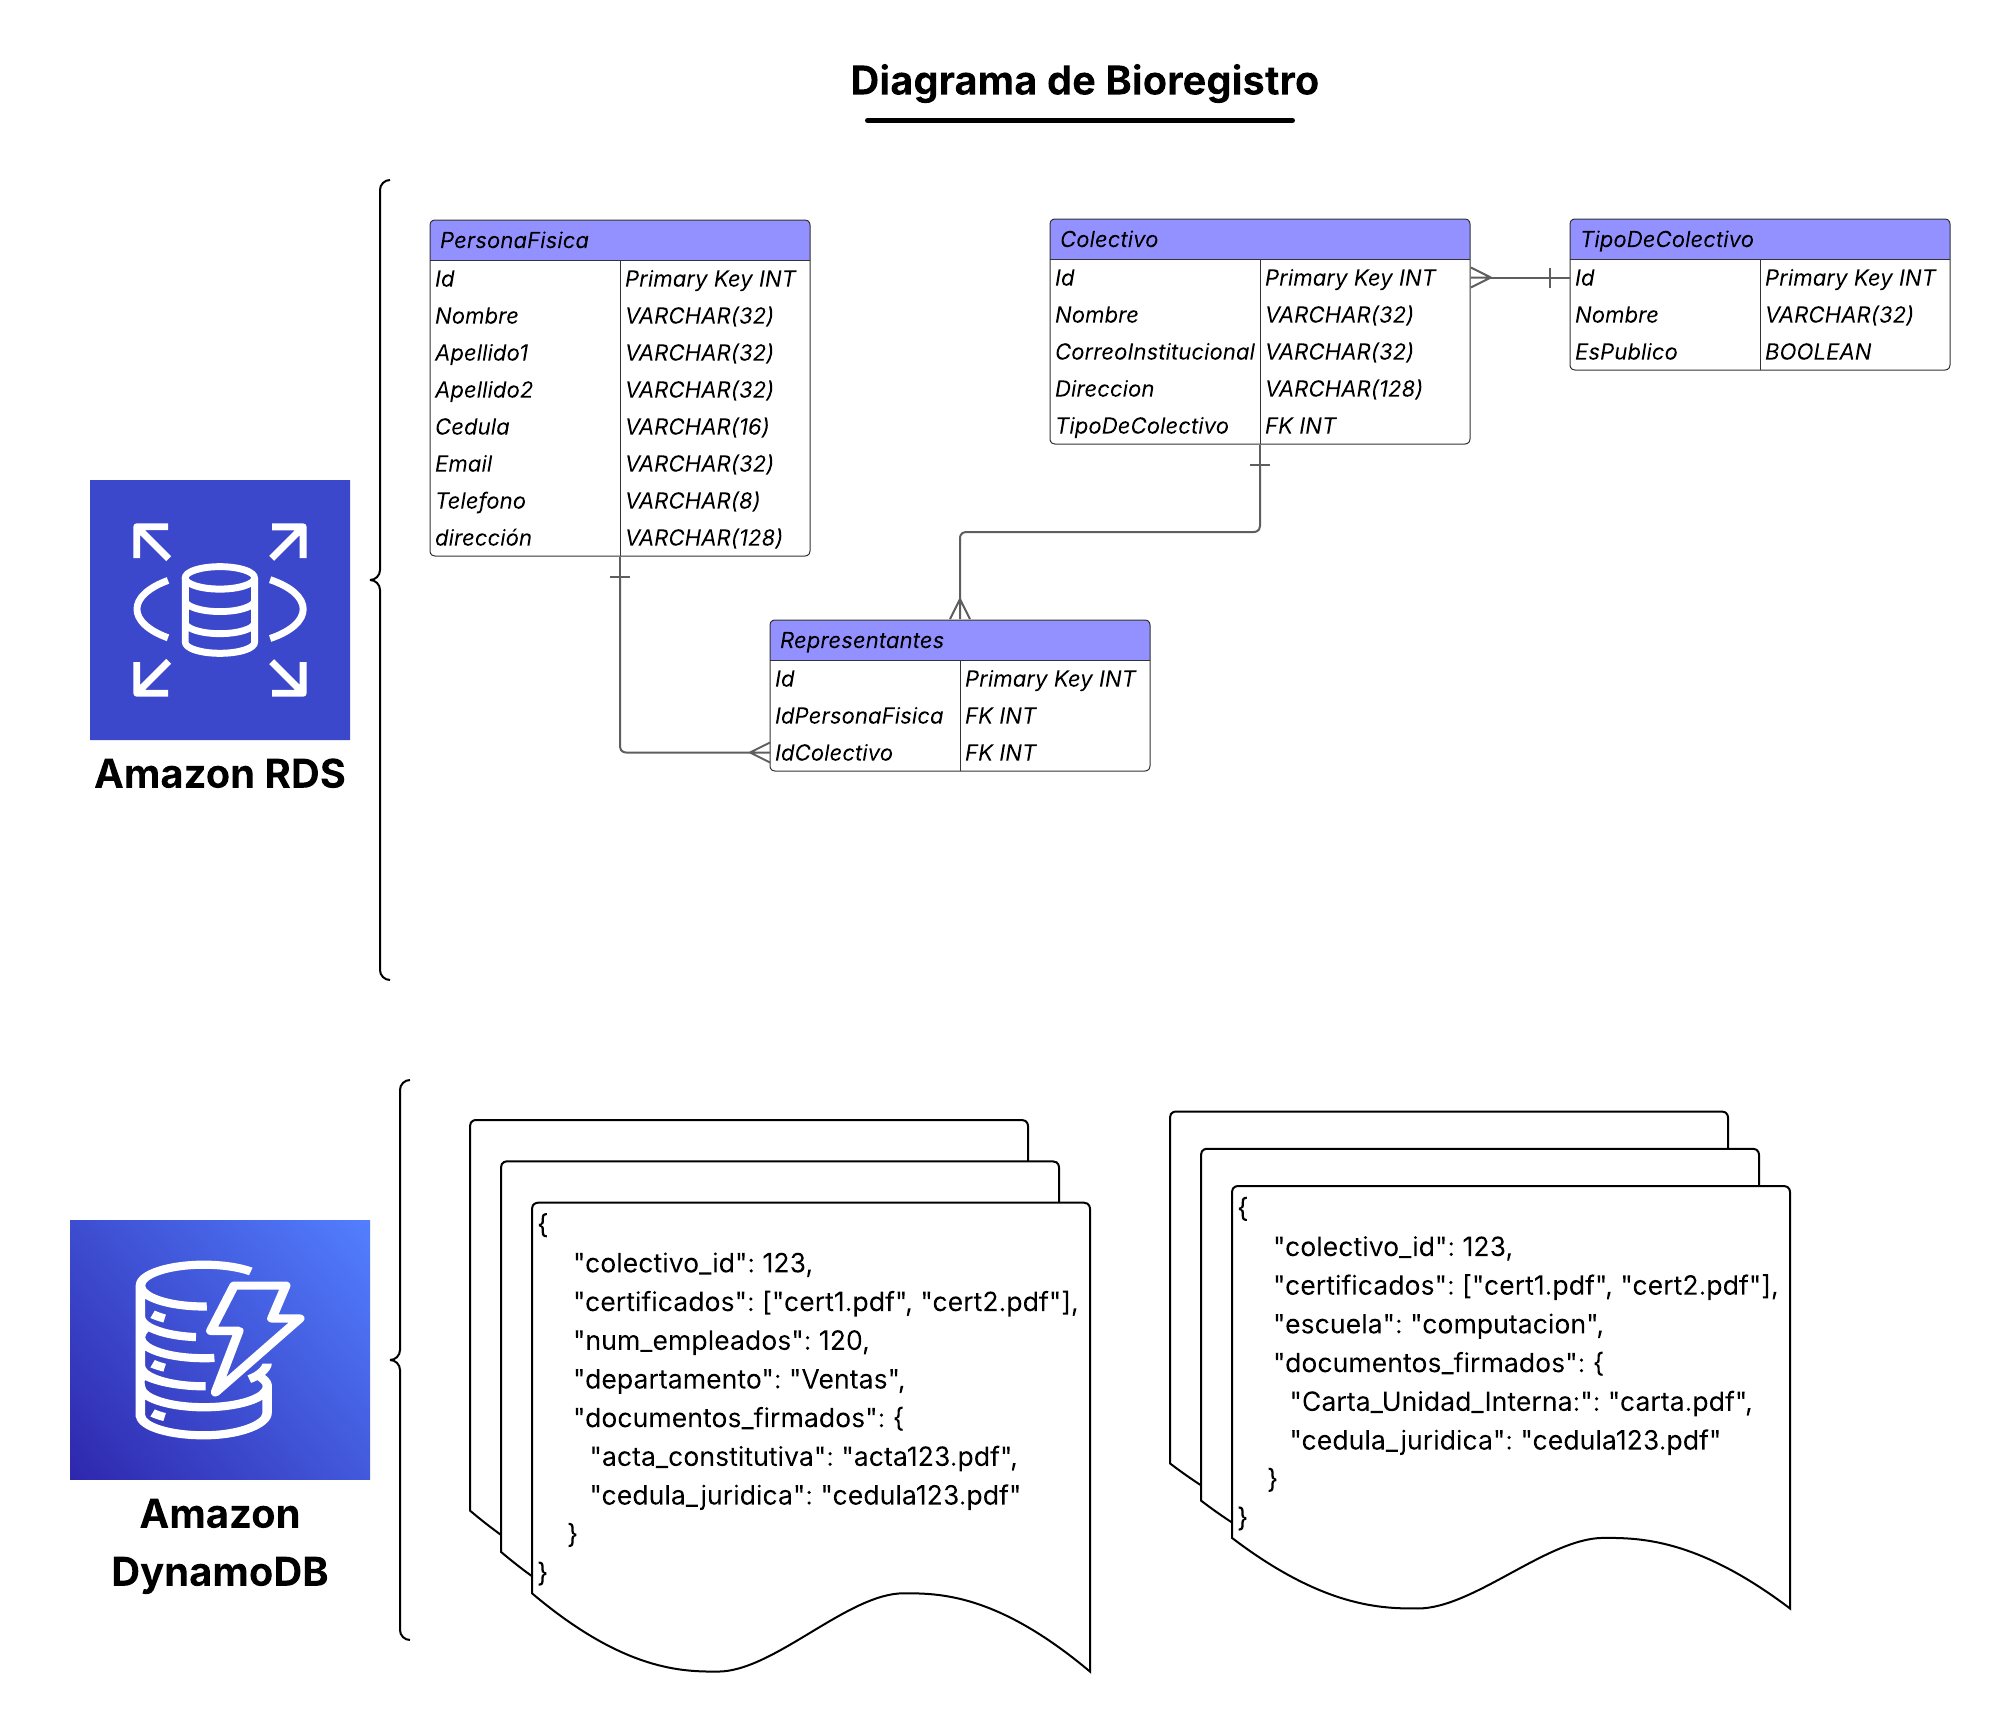 Diagrama de Bioregistro
PersonaFisica
Id Primary Key INT
Nombre VARCHAR(32)
Apellido1 VARCHAR(32)
Apellido2 VARCHAR(32)
Cedula VARCHAR(16)
Email VARCHAR(32)
Telefono VARCHAR(8)
dirección VARCHAR(128)
Colectivo
Id Primary Key INT
Nombre VARCHAR(32)
CorreoInstitucional VARCHAR(32)
Direccion VARCHAR(128)
TipoDeColectivo FK INT
TipoDeColectivo
Id Primary Key INT
Nombre VARCHAR(32)
EsPublico BOOLEAN
Representantes
Id Primary Key INT
IdPersonaFisica FK INT
IdColectivo FK INT
Amazon RDS
{
"colectivo_id": 123,
"certificados": ["cert1.pdf", "cert2.pdf"],
"num_empleados": 120,
"departamento": "Ventas",
"documentos_firmados": {
"acta_constitutiva": "acta123.pdf",
"cedula_juridica": "cedula123.pdf"
}
}
{
"colectivo_id": 123,
"certificados": ["cert1.pdf", "cert2.pdf"],
"escuela": "computacion",
"documentos_firmados": {
"Carta_Unidad_Interna:": "carta.pdf",
"cedula_juridica": "cedula123.pdf"
}
}
Amazon
DynamoDB